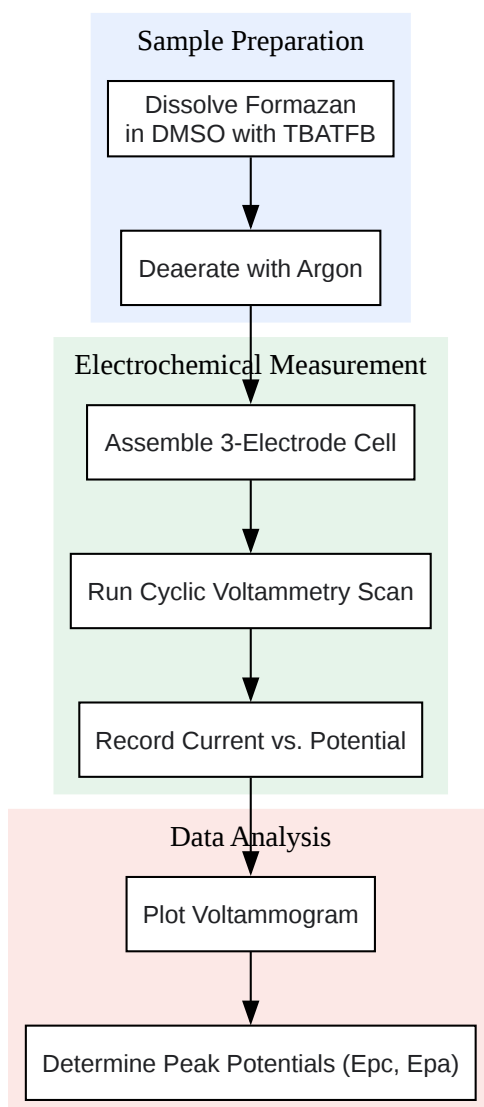 Sample Preparation
Dissolve Formazan
in DMSO with TBATFB
Deaerate with Argon
Electrochemical Measurement
Assemble 3-Electrode Cell
Run Cyclic Voltammetry Scan
Record Current vs. Potential
Data Analysis
Plot Voltammogram
Determine Peak Potentials (Epc, Epa)